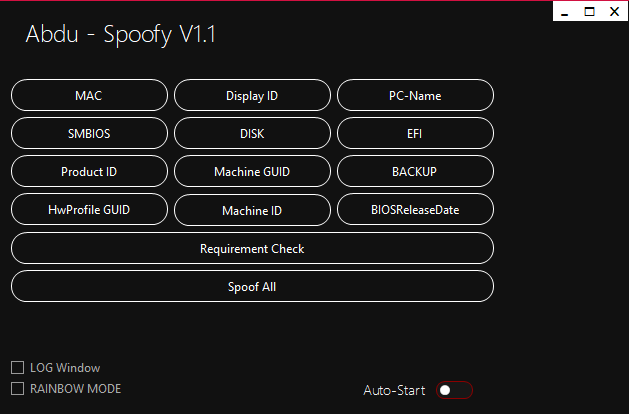 Abdu - Spoofy V1.1
MAC
Display ID
PC-Name
SMBIOS
DISK
EFI
Product ID
Machine GUID
BACKUP
HwProfile GUID
Machine ID
BIOSReleaseDate
Requirement Check
Spoof All
LOG Window
RAINBOW MODE
Auto-Start